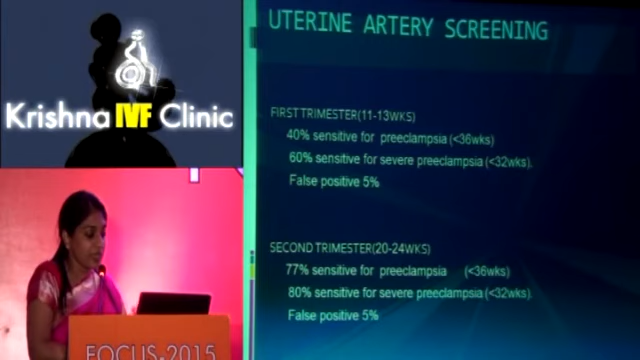 Krishna IVF Clinic
FOCUS-2015
UTERINE ARTERY SCREENING
FIRST TRIMESTER(11-13WKS)
40% sensitive for preeclampsia (<36wks)
60% sensitive for severe preeclampsia (<32wks).
False positive 5%
SECOND TRIMESTER(20-24WKS)
77% sensitive for preeclampsia (<36wks)
80% sensitive for severe preeclampsia (<32wks).
False positive 5%